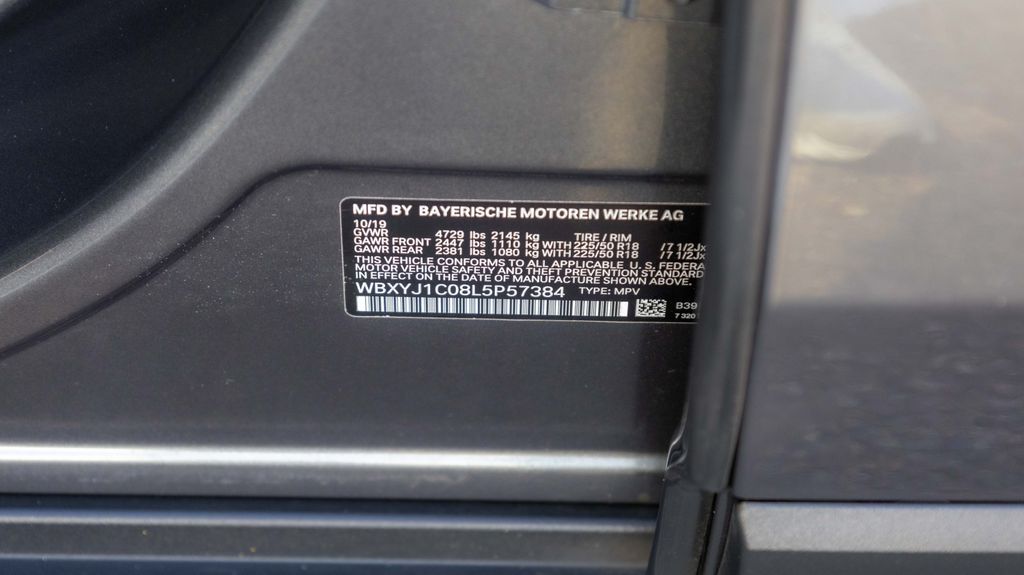 MFD BY BAYERISCHE MOTOREN WERKE AG
10/19
GVWR 4729 lbs 2145 kg TIRE / RIM
GAWR FRONT 2447 lbs 1110 kg WITH 225/50 R18 /7 1/2Jx
GAWR REAR 2381 lbs 1080 kg WITH 225/50 R18 /7 1/2Jx
THIS VEHICLE CONFORMS TO ALL APPLICABLE U.S. FEDERA
MOTOR VEHICLE SAFETY AND THEFT PREVENTION STANDARD
IN EFFECT ON THE DATE OF MANUFACTURE SHOWN ABOVE.
WBXYJ1C08L5P57384 TYPE: MPV
B39
7 320